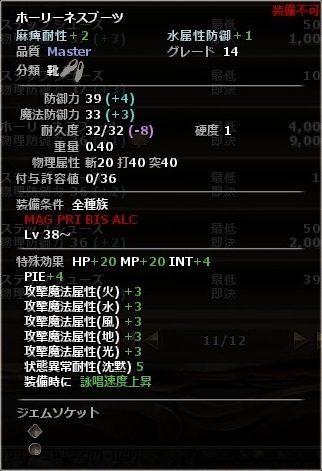 ホーリーネスブーツ 装備不可
麻痺耐性+2 水属性防御+1
品質 Master グレード 14
分類 靴
防御力 39 (+4)
魔法防御力 33 (+3)
耐久度 32/32 (-8) 硬度 1
重量 0.40
物理属性 斬20 打40 突40
付与許容値 0/36
装備条件 全種族
MAG PRI BIS ALC
Lv 38～
特殊効果 HP+20 MP+20 INT+4
PIE+4
攻撃魔法属性(火) +3
攻撃魔法属性(水) +3
攻撃魔法属性(風) +3
攻撃魔法属性(地) +3
攻撃魔法属性(光) +3
状態異常耐性(沈黙) 5
装備時に 詠唱速度上昇
11/12
ジェムソケット